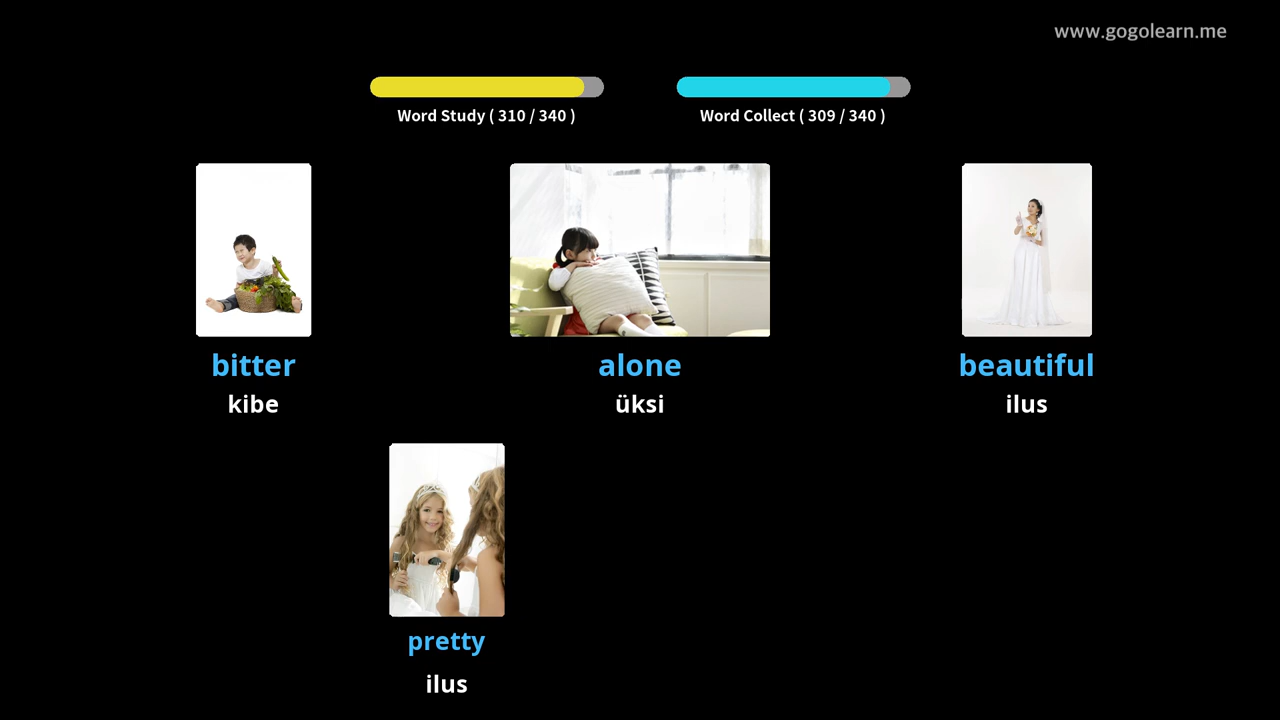 www.gogolearn.me
Word Study ( 310 / 340 )
Word Collect ( 309 / 340 )
bitter
kibe
alone
üksi
beautiful
ilus
pretty
ilus